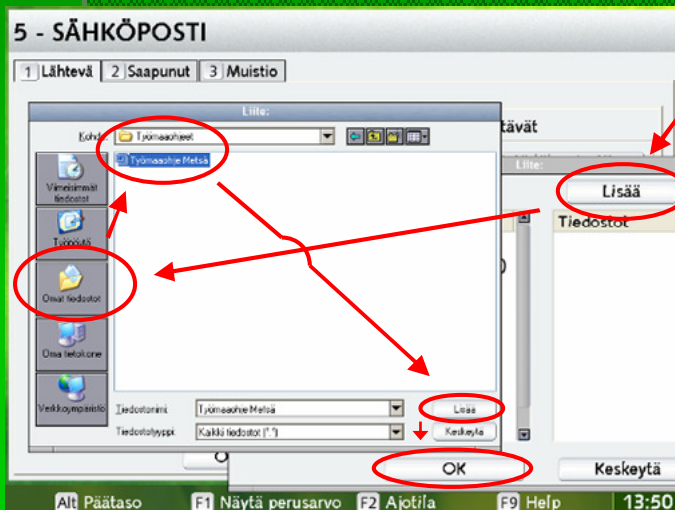 5 - SÄHKÖPOSTI
1 Lähtevä 2 Saapunut 3 Muistio
Liite:
tävät
Kohde: Työmaaohjeet
Liite:
Työmaaohje Metsä
Lisää
Viimeisimmät tiedostot
Tiedostot
Työpöytä
Omat tiedostot
Oma tietokone
Verkkoympäristö
Tiedostonimi: Työmaaohje Metsä Lisää
Tiedostotyyppi: Kaikki tiedostot (*.*) Keskeytä
OK Keskeytä
Alt Päätaso F1 Näytä perusarvo F2 Ajotila F9 Help 13:50